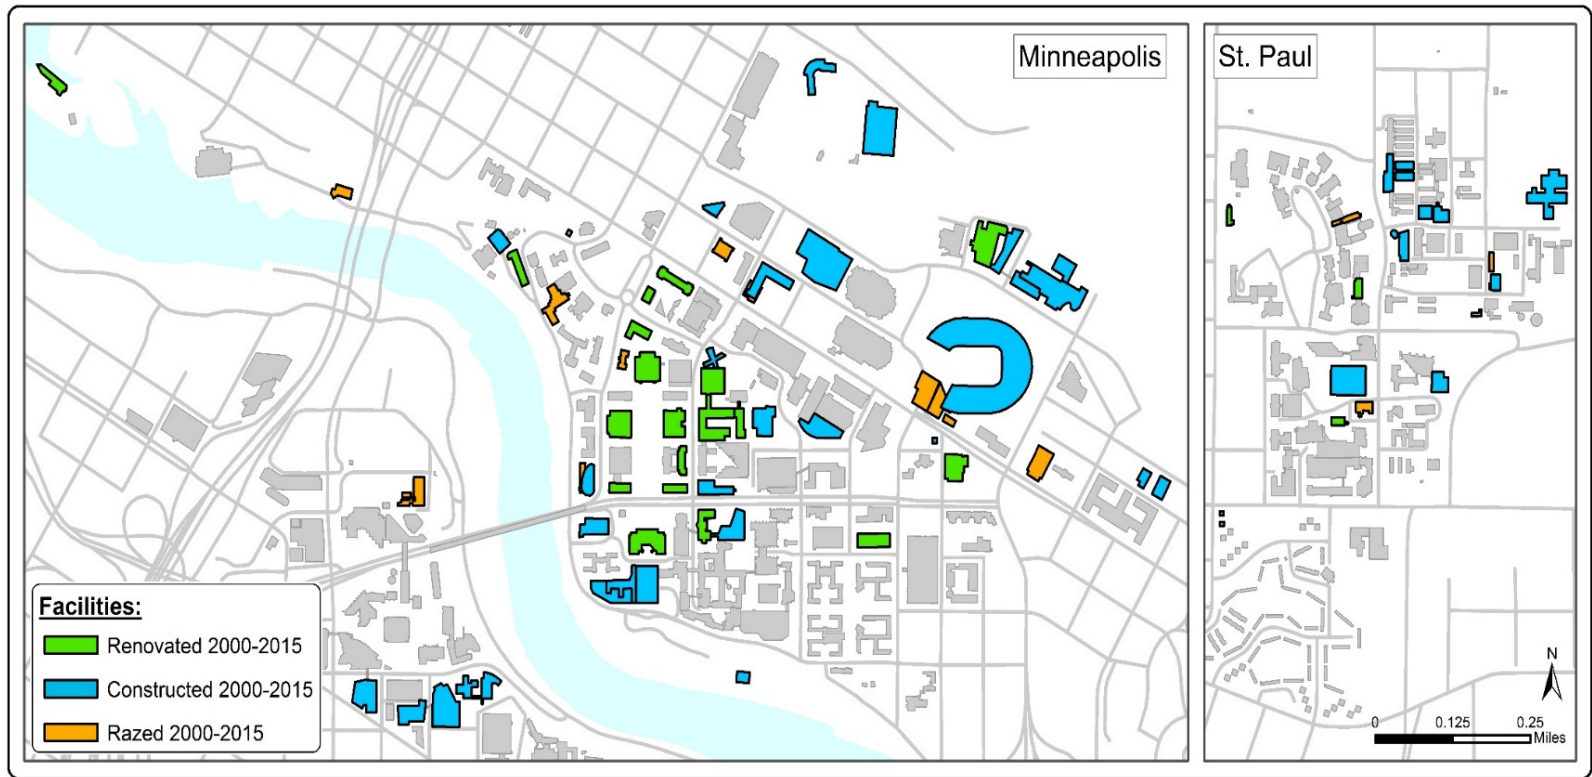 Minneapolis
St. Paul
Facilities:
Renovated 2000-2015
Constructed 2000-2015
Razed 2000-2015
N
0 0.125 0.25
Miles